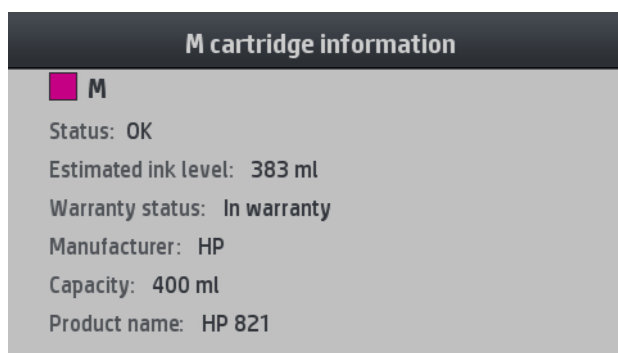 M cartridge information
M
Status: OK
Estimated ink level: 383 ml
Warranty status: In warranty
Manufacturer: HP
Capacity: 400 ml
Product name: HP 821